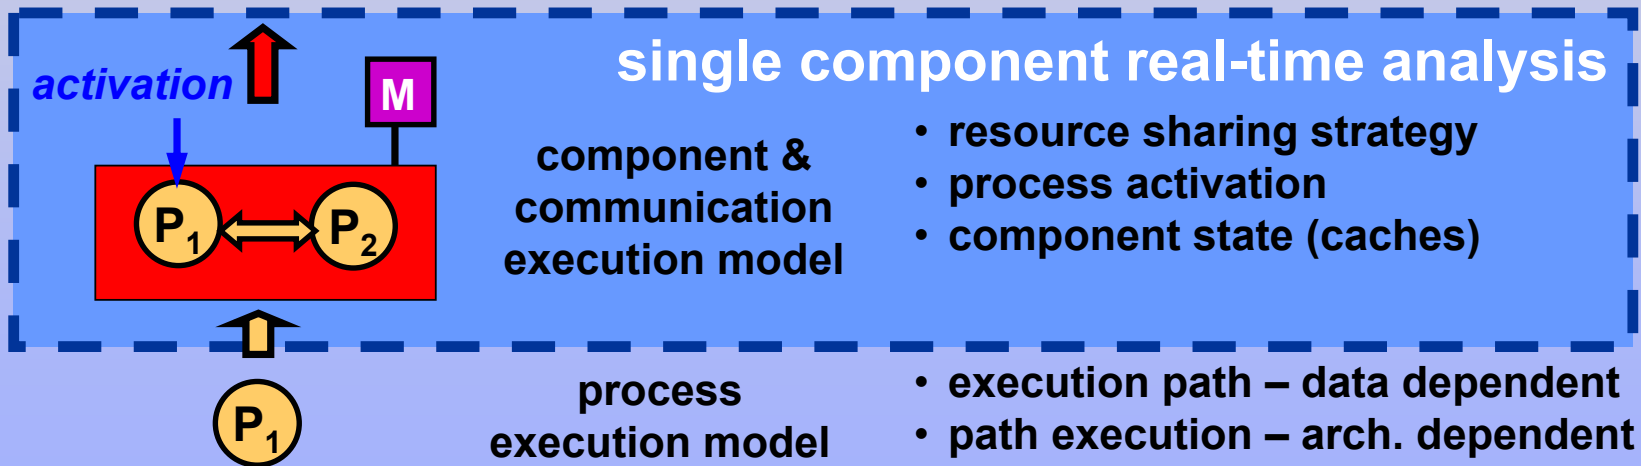 single component real-time analysis
activation
M
P1
P2
component &
communication
execution model
• resource sharing strategy
• process activation
• component state (caches)
P1
process
execution model
• execution path – data dependent
• path execution – arch. dependent